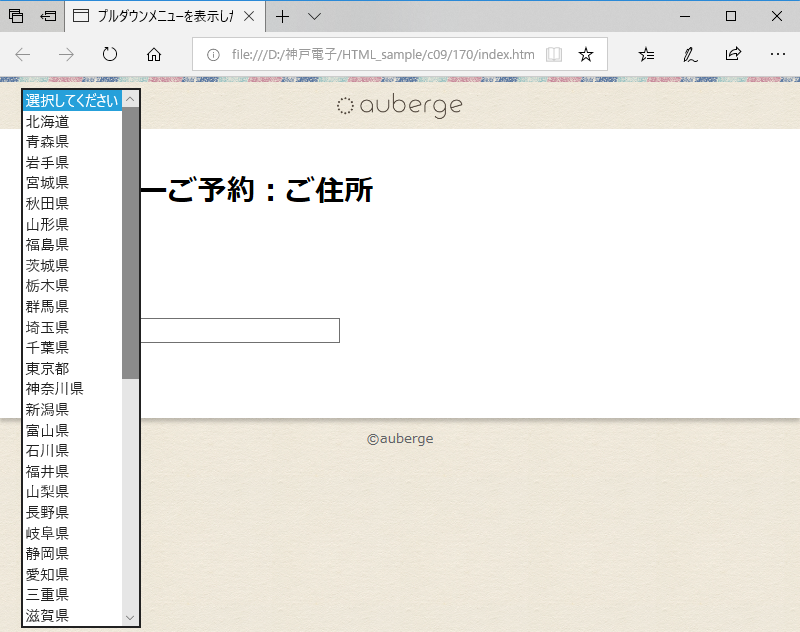 プルダウンメニューを表示した
file:///D:/神戸電子/HTML_sample/c09/170/index.htm
auberge
選択してください
北海道
青森県
岩手県
宮城県
秋田県
山形県
福島県
茨城県
栃木県
群馬県
埼玉県
千葉県
東京都
神奈川県
新潟県
富山県
石川県
福井県
山梨県
長野県
岐阜県
静岡県
愛知県
三重県
滋賀県
ーご予約：ご住所
©auberge